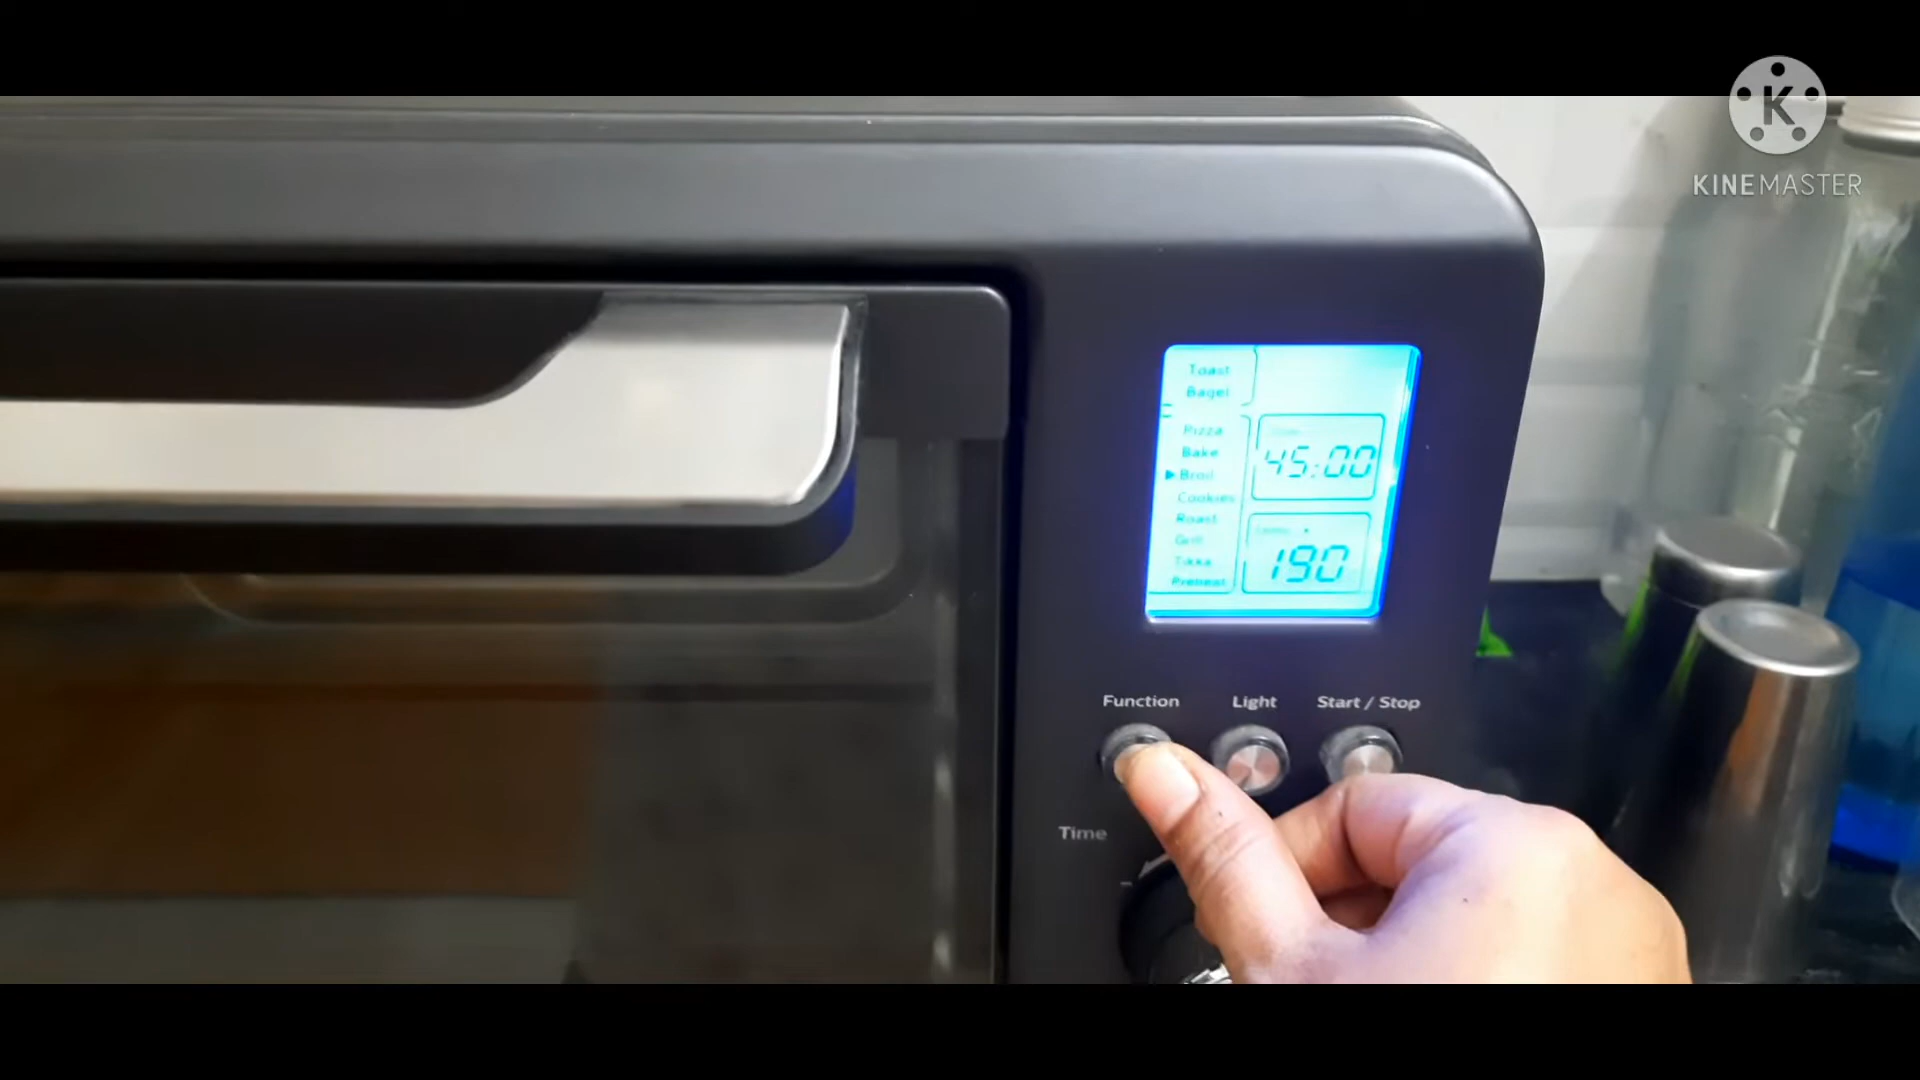 KINEMASTER
Toast
Bagel
Pizza
Bake
Broil
Cookies
Roast
Grill
Tikka
Preheat
45:00
190
Function
Light
Start / Stop
Time